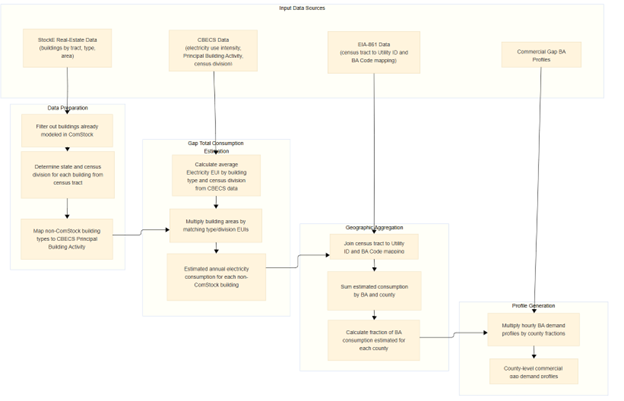 Input Data Sources
StockE Real-Estate Data
(buildings by tract, type,
area)
CBECS Data
(electricity use intensity,
Principal Building Activity,
census division)
EIA-861 Data
(census tract to Utility ID and
BA Code mapping)
Commercial Gap BA
Profiles
Data Preparation
Filter out buildings already
modeled in ComStock
Determine state and census
division for each building from
census tract
Map non-ComStock building
types to CBECS Principal
Building Activity
Gap Total Consumption
Estimation
Calculate average
Electricity EUI by building
type and census division
from CBECS data
Multiply building areas by
matching type/division EUIs
Estimated annual electricity
consumption for each non-
ComStock building
Geographic Aggregation
Join census tract to Utility
ID and BA Code mapping
Sum estimated consumption
by BA and county
Calculate fraction of BA
consumption estimated for
each county
Profile Generation
Multiply hourly BA demand
profiles by county fractions
County-level commercial
gap demand profiles